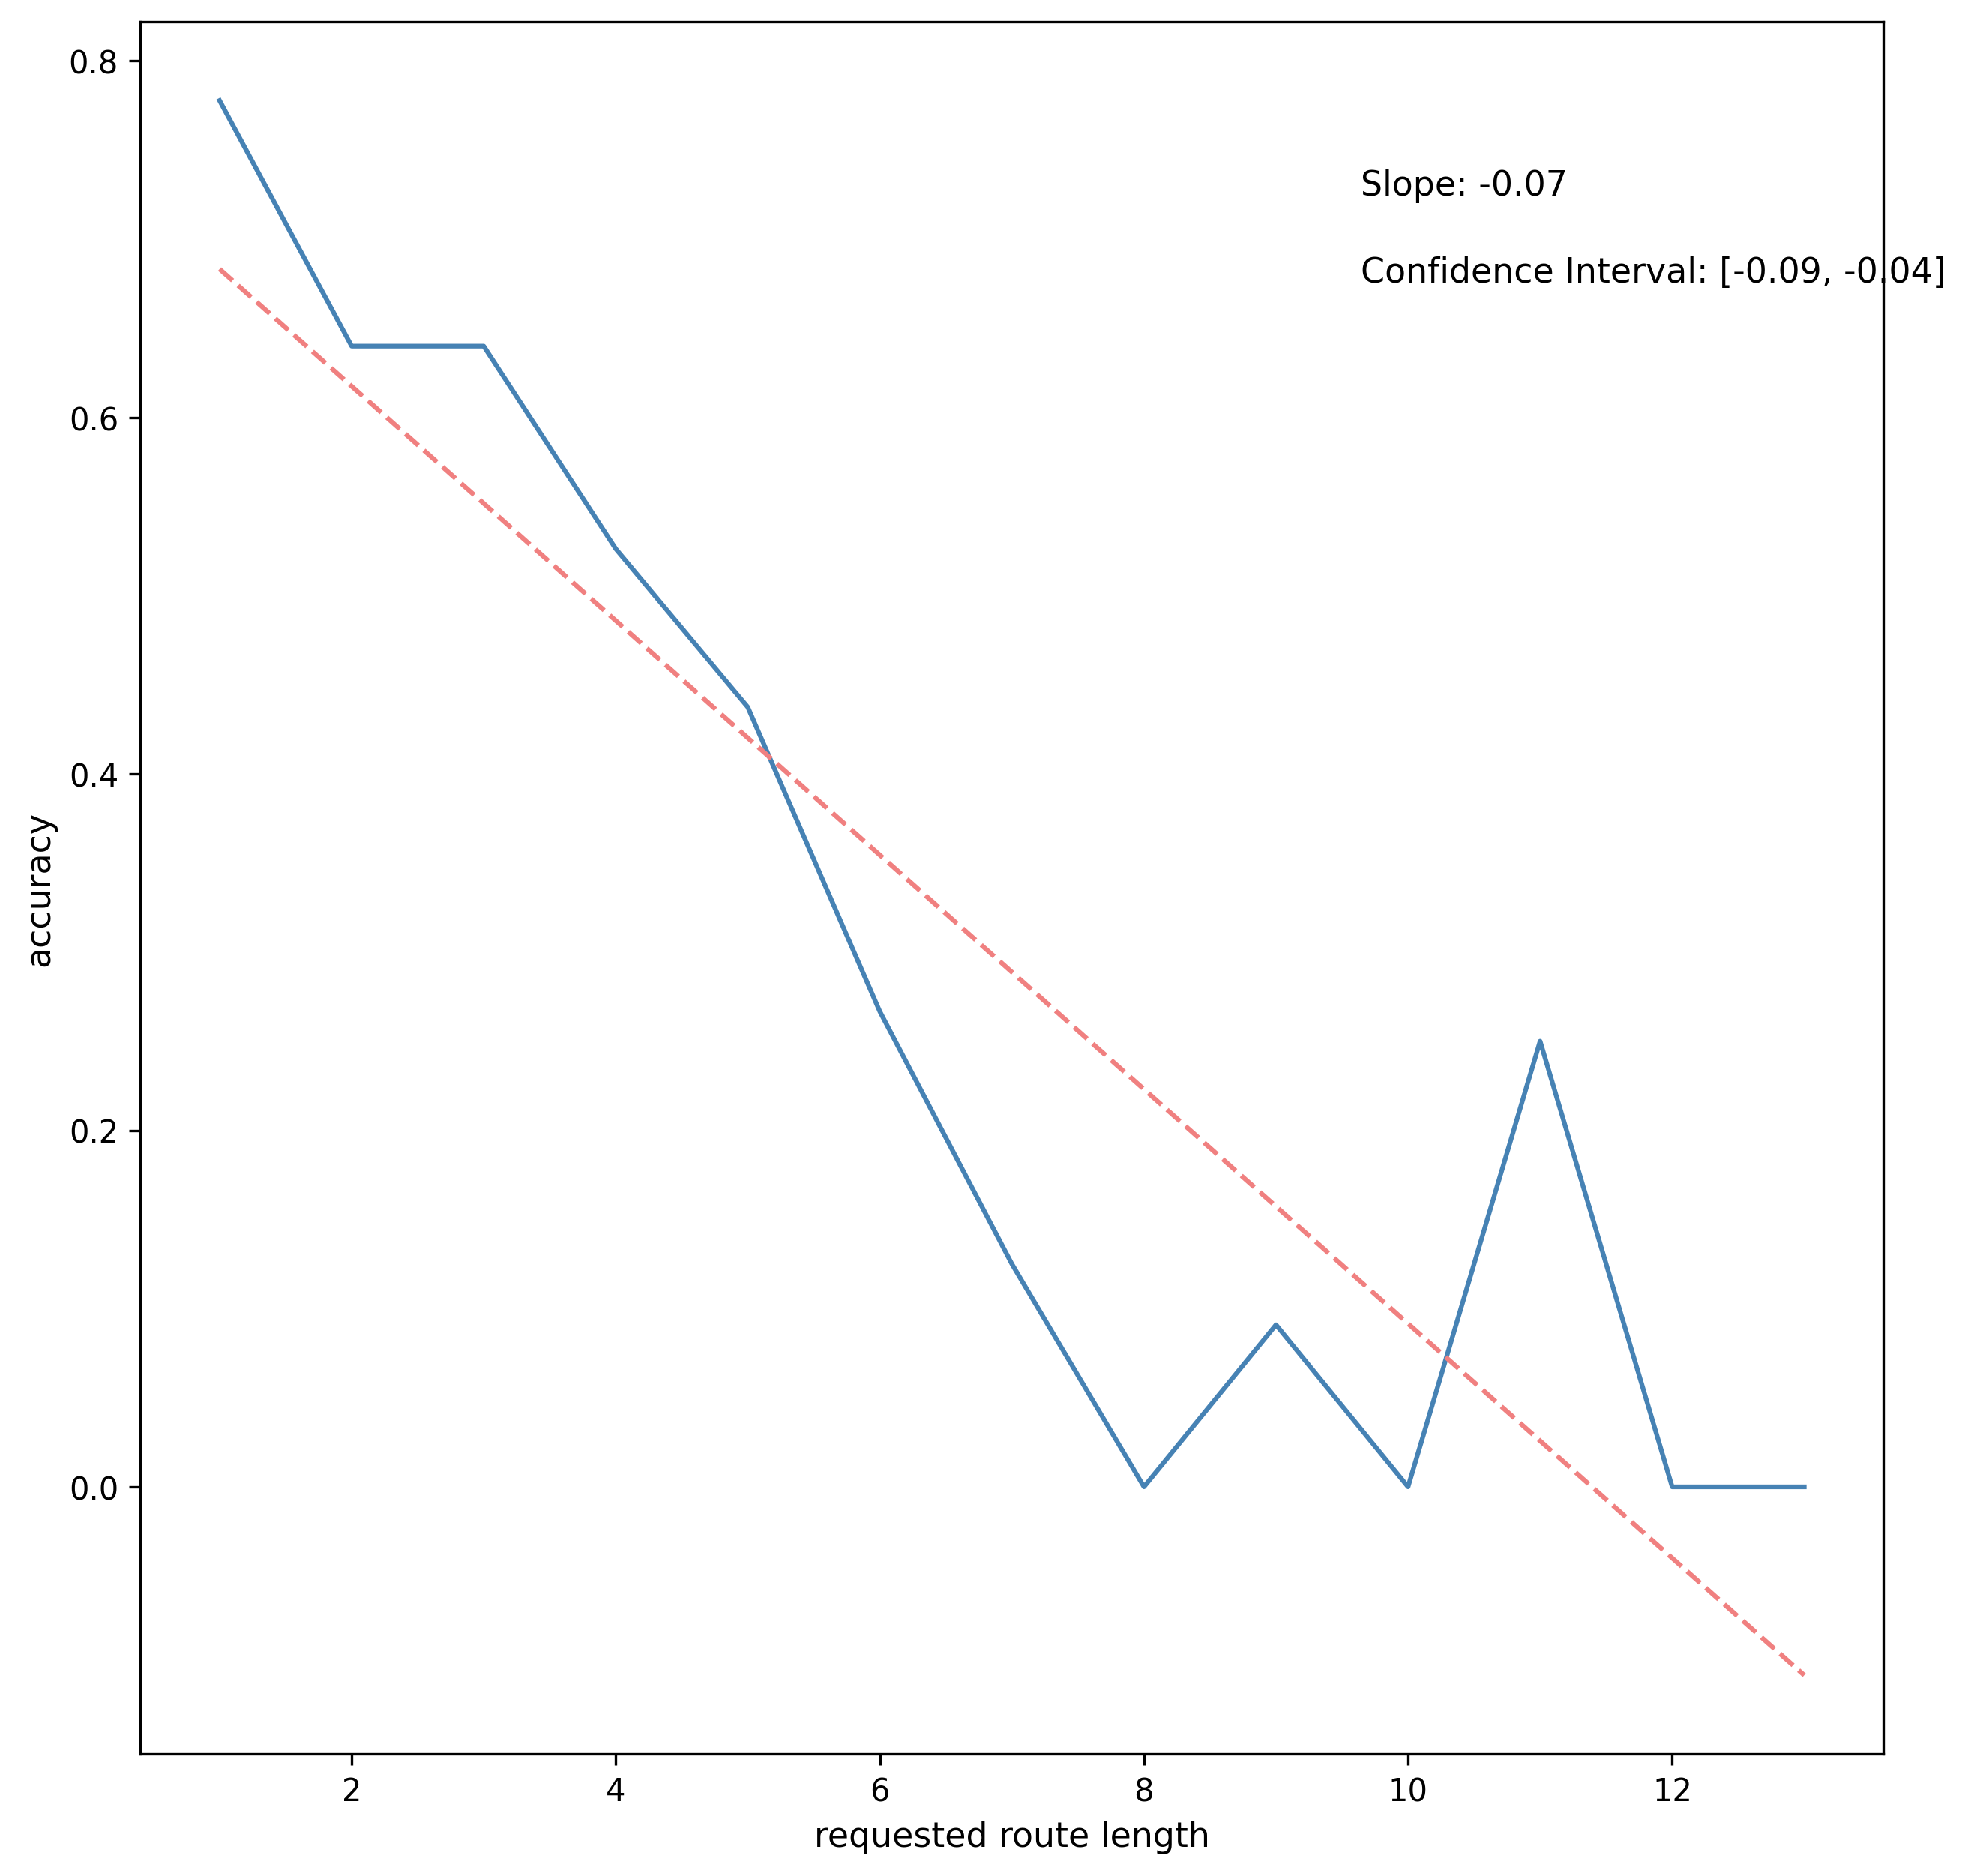 0.8
0.6
0.4
0.2
0.0
accuracy
Slope: -0.07
Confidence Interval: [-0.09, -0.04]
2 4 6 8 10 12
requested route length